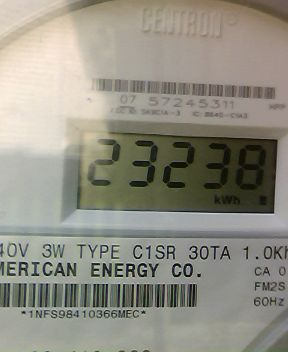 CENTRON
07 57245311
23238
kWh
40V 3W TYPE C1SR 30TA 1.0Kh
MERICAN ENERGY CO.
CA 0
FM2S
60Hz
*1NFS98410366MEC*